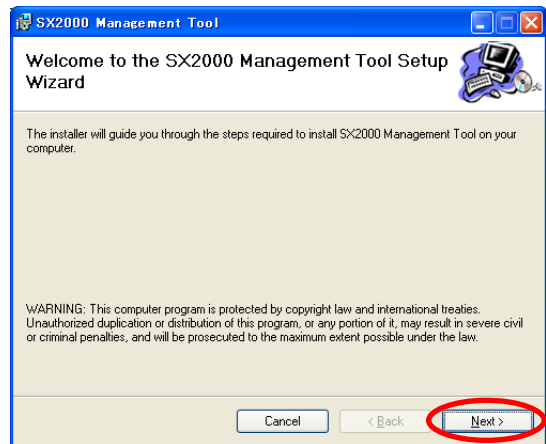 SX2000 Management Tool
Welcome to the SX2000 Management Tool Setup
Wizard
The installer will guide you through the steps required to install SX2000 Management Tool on your
computer.
WARNING: This computer program is protected by copyright law and international treaties.
Unauthorized duplication or distribution of this program, or any portion of it, may result in severe civil
or criminal penalties, and will be prosecuted to the maximum extent possible under the law.
Cancel < Back Next >